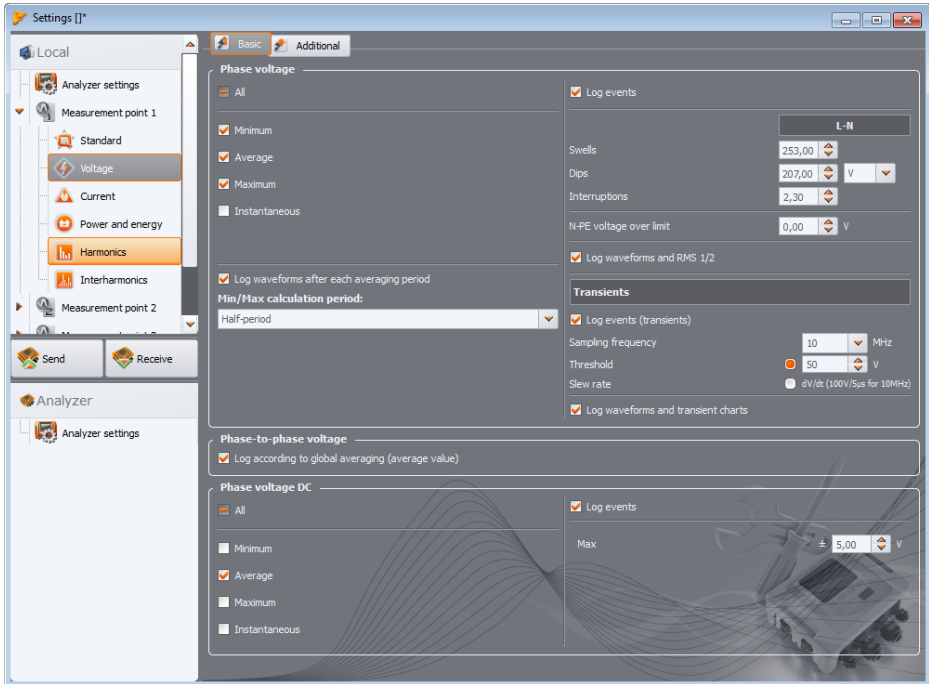 Settings []*
Local
Analyzer settings
Measurement point 1
Standard
Voltage
Current
Power and energy
Harmonics
Interharmonics
Measurement point 2
Send
Receive
Analyzer
Analyzer settings
Basic
Additional
Phase voltage
All
Minimum
Average
Maximum
Instantaneous
Log waveforms after each averaging period
Min/Max calculation period:
Half-period
Log events
L-N
Swells 253,00
Dips 207,00 V
Interruptions 2,30
N-PE voltage over limit 0,00 V
Log waveforms and RMS 1/2
Transients
Log events (transients)
Sampling frequency 10 MHz
Threshold 50 V
Slew rate dV/dt (100V/5µs for 10MHz)
Log waveforms and transient charts
Phase-to-phase voltage
Log according to global averaging (average value)
Phase voltage DC
All
Minimum
Average
Maximum
Instantaneous
Log events
Max ± 5,00 V